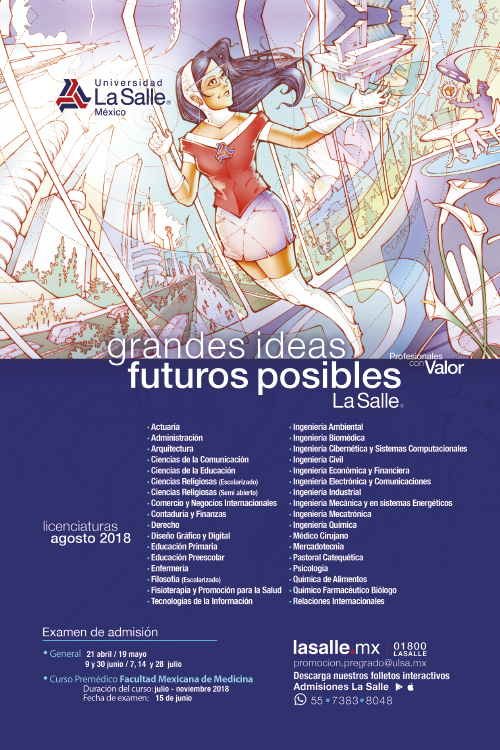 Universidad
La Salle®
México
grandes ideas
futuros posibles
Profesionales
con Valor
La Salle®
licenciaturas
agosto 2018
• Actuaría
• Administración
• Arquitectura
• Ciencias de la Comunicación
• Ciencias de la Educación
• Ciencias Religiosas (Escolarizado)
• Ciencias Religiosas (Semi abierto)
• Comercio y Negocios Internacionales
• Contaduría y Finanzas
• Derecho
• Diseño Gráfico y Digital
• Educación Primaria
• Educación Preescolar
• Enfermería
• Filosofía (Escolarizado)
• Fisioterapia y Promoción para la Salud
• Tecnologías de la Información
• Ingeniería Ambiental
• Ingeniería Biomédica
• Ingeniería Cibernética y Sistemas Computacionales
• Ingeniería Civil
• Ingeniería Económica y Financiera
• Ingeniería Electrónica y Comunicaciones
• Ingeniería Industrial
• Ingeniería Mecánica y en sistemas Energéticos
• Ingeniería Mecatrónica
• Ingeniería Química
• Médico Cirujano
• Mercadotecnia
• Pastoral Catequética
• Psicología
• Química de Alimentos
• Químico Farmacéutico Biólogo
• Relaciones Internacionales
Examen de admisión
• General 21 abril / 19 mayo
9 y 30 junio / 7, 14 y 28 julio
• Curso Premédico Facultad Mexicana de Medicina
Duración del curso: julio - noviembre 2018
Fecha de examen: 15 de junio
lasalle.mx
01800
LASALLE
promocion.pregrado@ulsa.mx
Descarga nuestros folletos interactivos
Admisiones La Salle
55•7383•8048